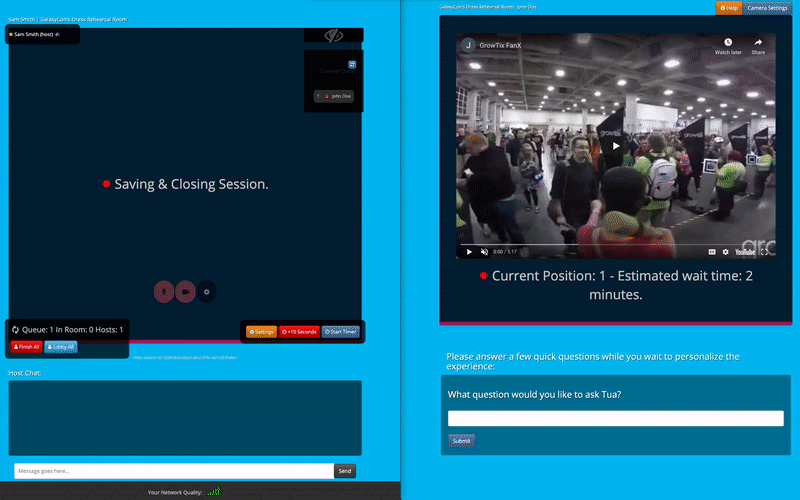 Sam Smith | GalaxyCon's Dress Rehearsal Room
Sam Smith (host)
1 John Doe
Saving & Closing Session.
Queue: 1 In Room: 0 Hosts: 1
Finish All
Lobby All
Settings
+10 Seconds
Start Timer
Host Chat:
Message goes here...
Send
Your Network Quality:
GalaxyCon's Dress Rehearsal Room - John Doe
Help
Camera Settings
J
GrowTix FanX
Watch later
Share
0:00 / 5:17
YouTube
Current Position: 1 - Estimated wait time: 2
minutes.
Please answer a few quick questions while you wait to personalize the
experience:
What question would you like to ask Tua?
Submit